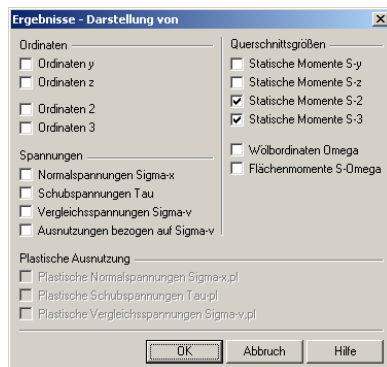 Ergebnisse - Darstellung von
Ordinaten
Ordinaten y
Ordinaten z
Ordinaten 2
Ordinaten 3
Spannungen
Normalspannungen Sigma-x
Schubspannungen Tau
Vergleichsspannungen Sigma-v
Ausnutzungen bezogen auf Sigma-v
Querschnittsgrößen
Statische Momente S-y
Statische Momente S-z
Statische Momente S-2
Statische Momente S-3
Wölbordinaten Omega
Flächenmomente S-Omega
Plastische Ausnutzung
Plastische Normalspannungen Sigma-x,pl
Plastische Schubspannungen Tau-pl
Plastische Vergleichsspannungen Sigma-v,pl
OK
Abbruch
Hilfe